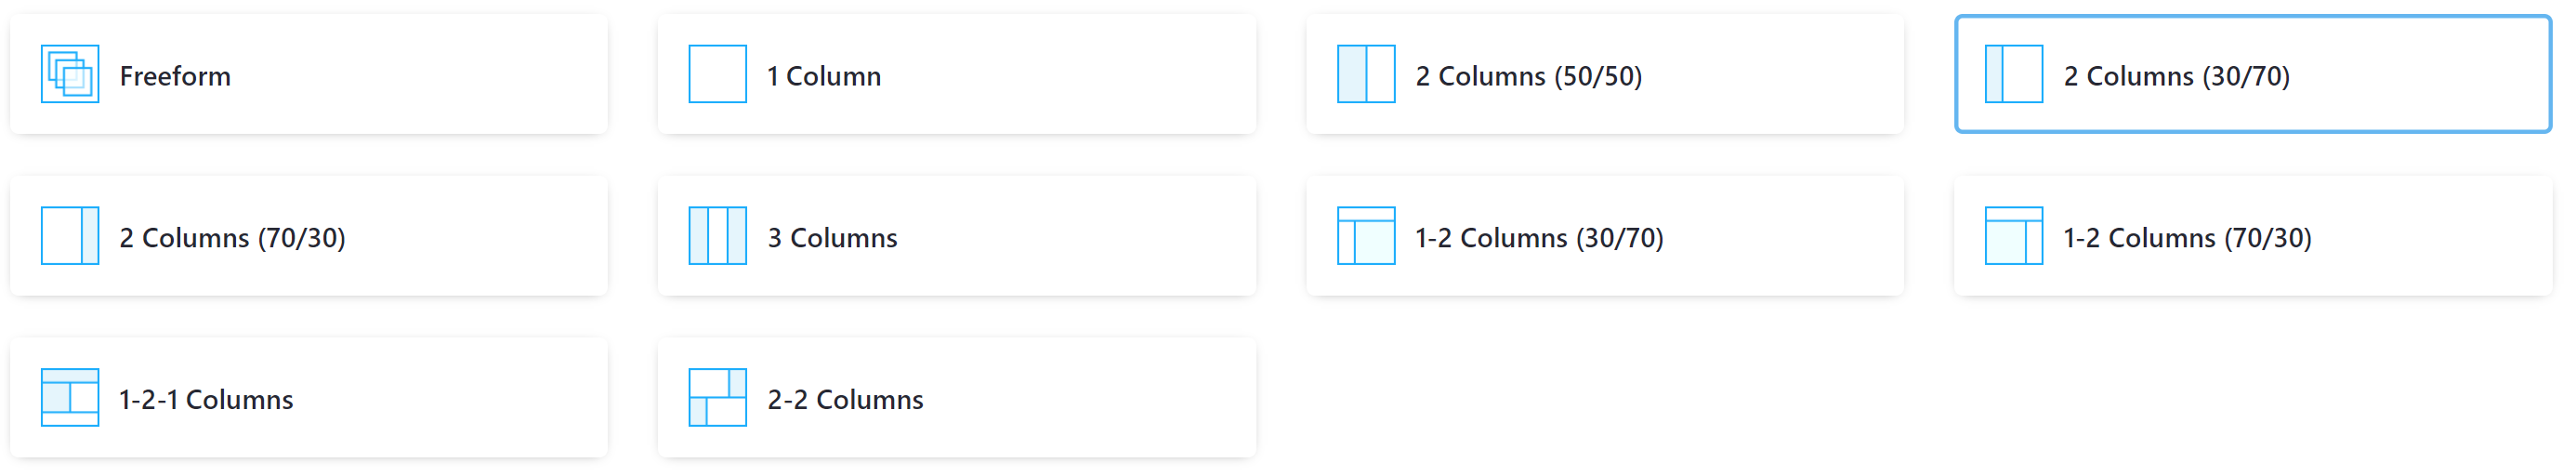 Freeform
1 Column
2 Columns (50/50)
2 Columns (30/70)
2 Columns (70/30)
3 Columns
1-2 Columns (30/70)
1-2 Columns (70/30)
1-2-1 Columns
2-2 Columns